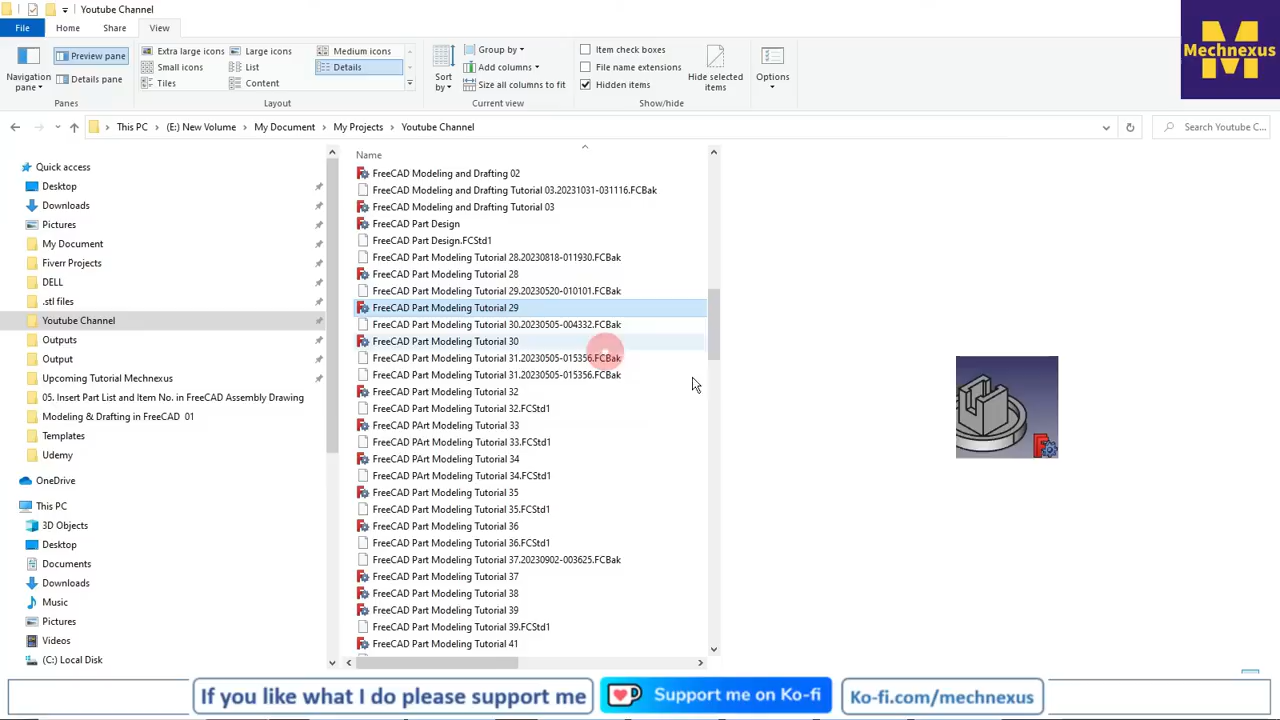 Youtube Channel
File
Home
Share
View
Preview pane
Details pane
Navigation pane
Panes
Extra large icons
Large icons
Medium icons
Small icons
List
Details
Tiles
Content
Layout
Sort by
Group by
Add columns
Size all columns to fit
Current view
Item check boxes
File name extensions
Hidden items
Hide selected items
Show/hide
Options
M
Mechnexus
This PC > (E:) New Volume > My Document > My Projects > Youtube Channel
Search Youtube C...
Quick access
Desktop
Downloads
Pictures
My Document
Fiverr Projects
DELL
.stl files
Youtube Channel
Outputs
Output
Upcoming Tutorial Mechnexus
05. Insert Part List and Item No. in FreeCAD Assembly Drawing
Modeling & Drafting in FreeCAD 01
Templates
Udemy
OneDrive
This PC
3D Objects
Desktop
Documents
Downloads
Music
Pictures
Videos
(C:) Local Disk
Name
FreeCAD Modeling and Drafting 02
FreeCAD Modeling and Drafting Tutorial 03.20231031-031116.FCBak
FreeCAD Modeling and Drafting Tutorial 03
FreeCAD Part Design
FreeCAD Part Design.FCStd1
FreeCAD Part Modeling Tutorial 28.20230818-011930.FCBak
FreeCAD Part Modeling Tutorial 28
FreeCAD Part Modeling Tutorial 29.20230520-010101.FCBak
FreeCAD Part Modeling Tutorial 29
FreeCAD Part Modeling Tutorial 30.20230505-004332.FCBak
FreeCAD Part Modeling Tutorial 30
FreeCAD Part Modeling Tutorial 31.20230505-015356.FCBak
FreeCAD Part Modeling Tutorial 31.20230505-015356.FCBak
FreeCAD Part Modeling Tutorial 32
FreeCAD Part Modeling Tutorial 32.FCStd1
FreeCAD PArt Modeling Tutorial 33
FreeCAD PArt Modeling Tutorial 33.FCStd1
FreeCAD PArt Modeling Tutorial 34
FreeCAD PArt Modeling Tutorial 34.FCStd1
FreeCAD Part Modeling Tutorial 35
FreeCAD Part Modeling Tutorial 35.FCStd1
FreeCAD Part Modeling Tutorial 36
FreeCAD Part Modeling Tutorial 36.FCStd1
FreeCAD Part Modeling Tutorial 37.20230902-003625.FCBak
FreeCAD Part Modeling Tutorial 37
FreeCAD Part Modeling Tutorial 38
FreeCAD Part Modeling Tutorial 39
FreeCAD Part Modeling Tutorial 39.FCStd1
FreeCAD Part Modeling Tutorial 41
If you like what I do please support me
Support me on Ko-fi
Ko-fi.com/mechnexus